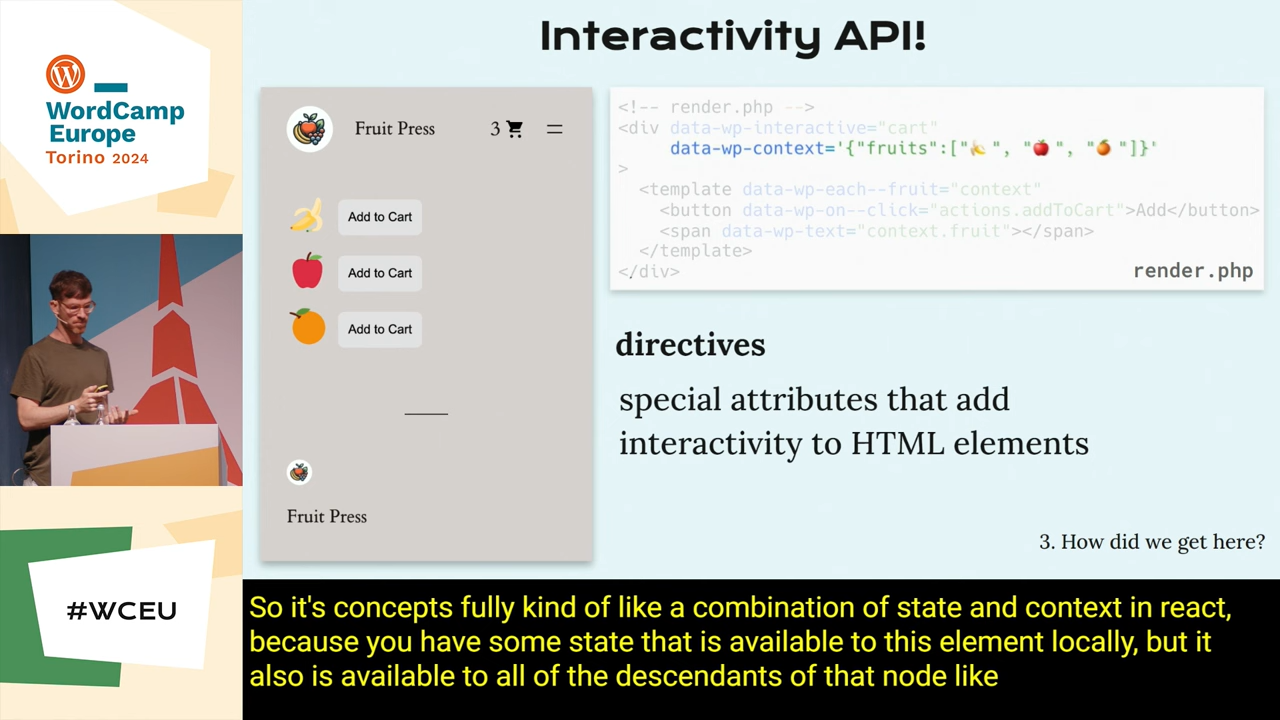 WordCamp
Europe
Torino 2024
#WCEU
Interactivity API!
Fruit Press
3
Add to Cart
Add to Cart
Add to Cart
Fruit Press
<!-- render.php -->
<div data-wp-interactive="cart"
data-wp-context='{"fruits":["🍌", "🍎", "🍊"]}'
>
<template data-wp-each--fruit="context"
<button data-wp-on--click="actions.addToCart">Add</button>
<span data-wp-text="context.fruit"></span>
</template>
</div>
render.php
directives
special attributes that add
interactivity to HTML elements
3. How did we get here?
So it's concepts fully kind of like a combination of state and context in react,
because you have some state that is available to this element locally, but it
also is available to all of the descendants of that node like